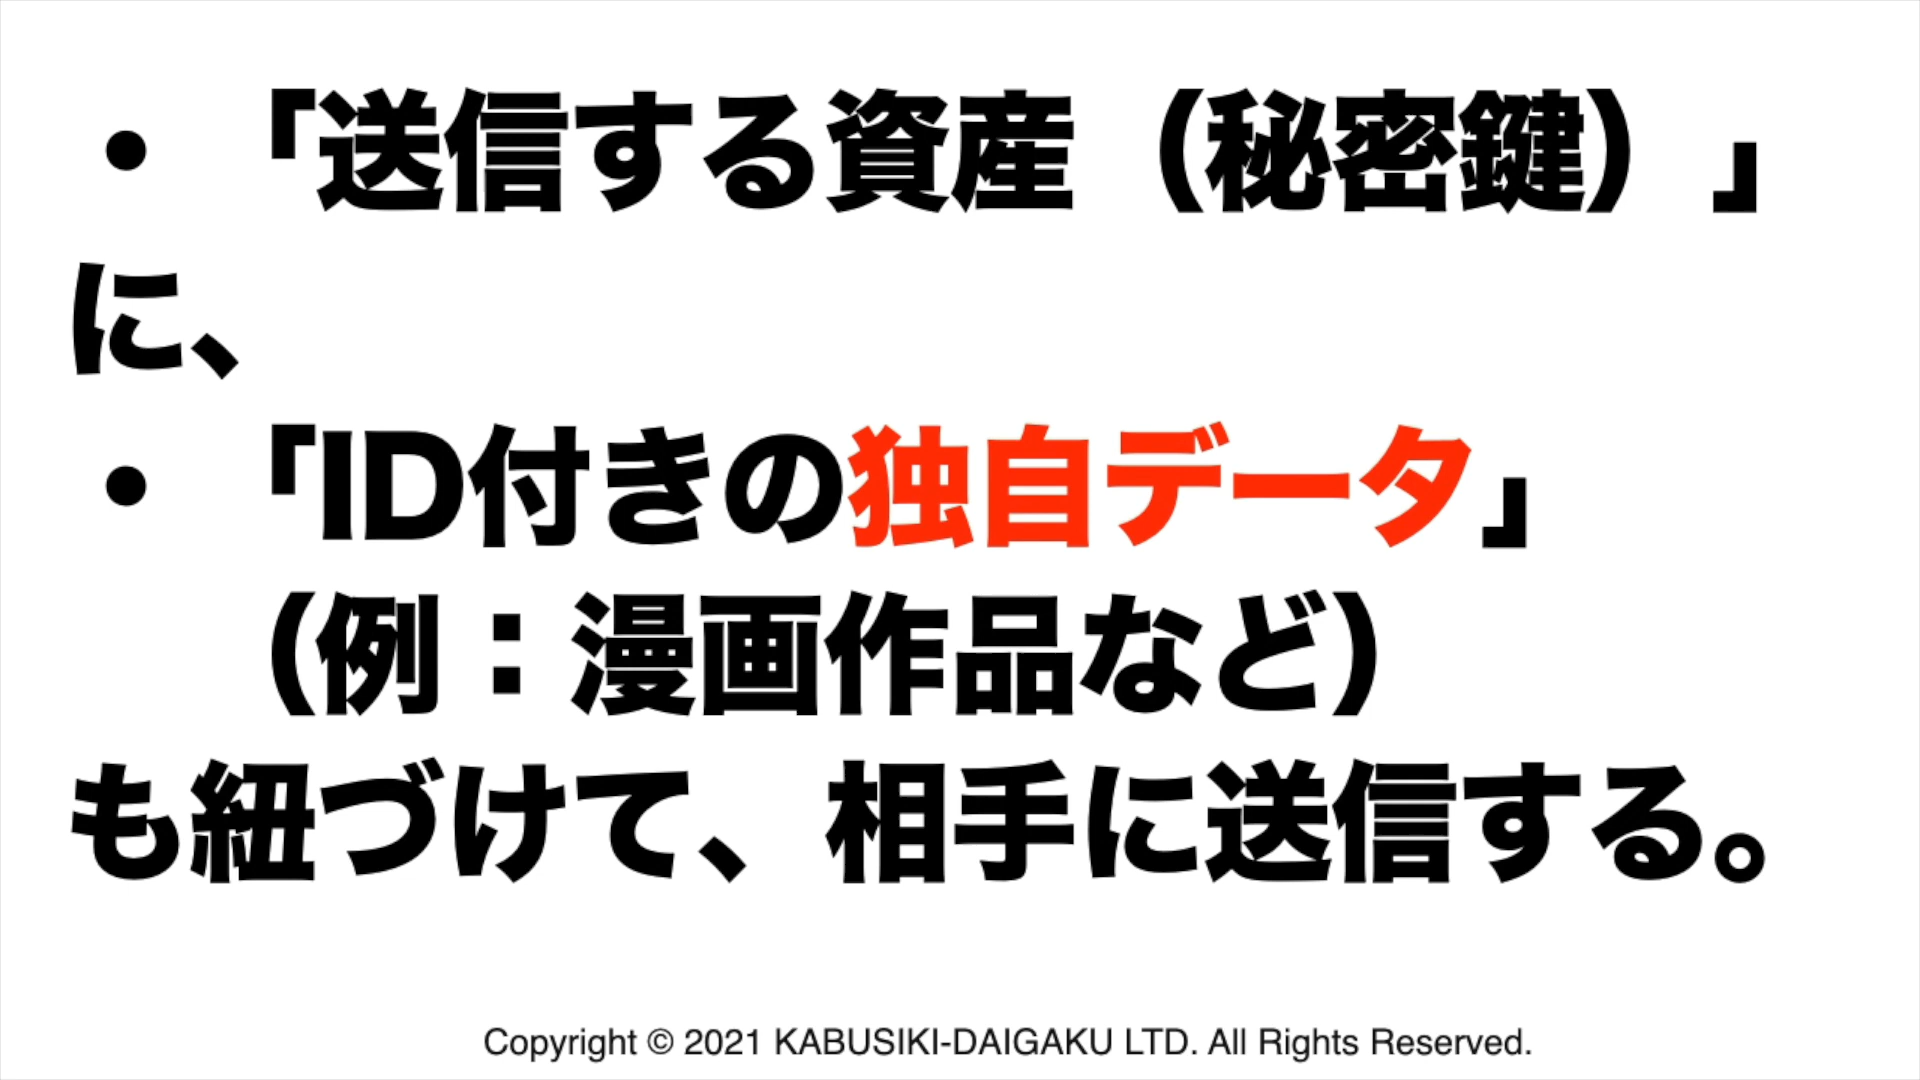 ・「送信する資産（秘密鍵）」
に、
・「ID付きの独自データ」
（例：漫画作品など）
も紐づけて、相手に送信する。
Copyright © 2021 KABUSIKI-DAIGAKU LTD. All Rights Reserved.